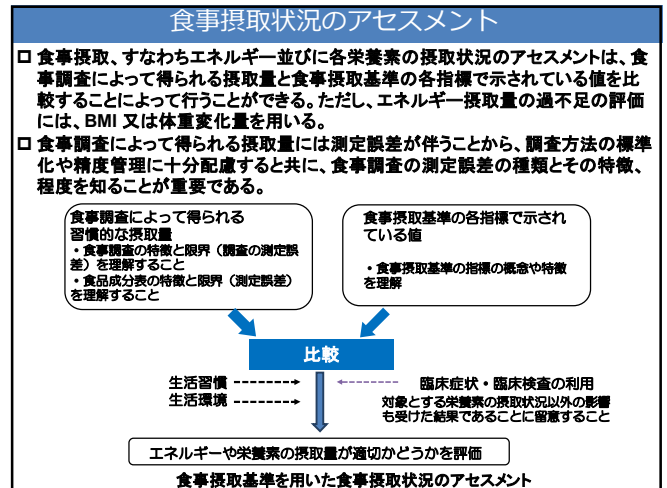 食事摂取状況のアセスメント
□ 食事摂取、すなわちエネルギー並びに各栄養素の摂取状況のアセスメントは、食
事調査によって得られる摂取量と食事摂取基準の各指標で示されている値を比
較することによって行うことができる。ただし、エネルギー摂取量の過不足の評価
には、BMI 又は体重変化量を用いる。
□ 食事調査によって得られる摂取量には測定誤差が伴うことから、調査方法の標準
化や精度管理に十分配慮すると共に、食事調査の測定誤差の種類とその特徴、
程度を知ることが重要である。
食事調査によって得られる
習慣的な摂取量
・食事調査の特徴と限界（調査の測定誤
差）を理解すること
・食品成分表の特徴と限界（測定誤差）
を理解すること
食事摂取基準の各指標で示され
ている値
・食事摂取基準の指標の概念や特徴
を理解
比較
生活習慣
生活環境
臨床症状・臨床検査の利用
対象とする栄養素の摂取状況以外の影響
も受けた結果であることに留意すること
エネルギーや栄養素の摂取量が適切かどうかを評価
食事摂取基準を用いた食事摂取状況のアセスメント